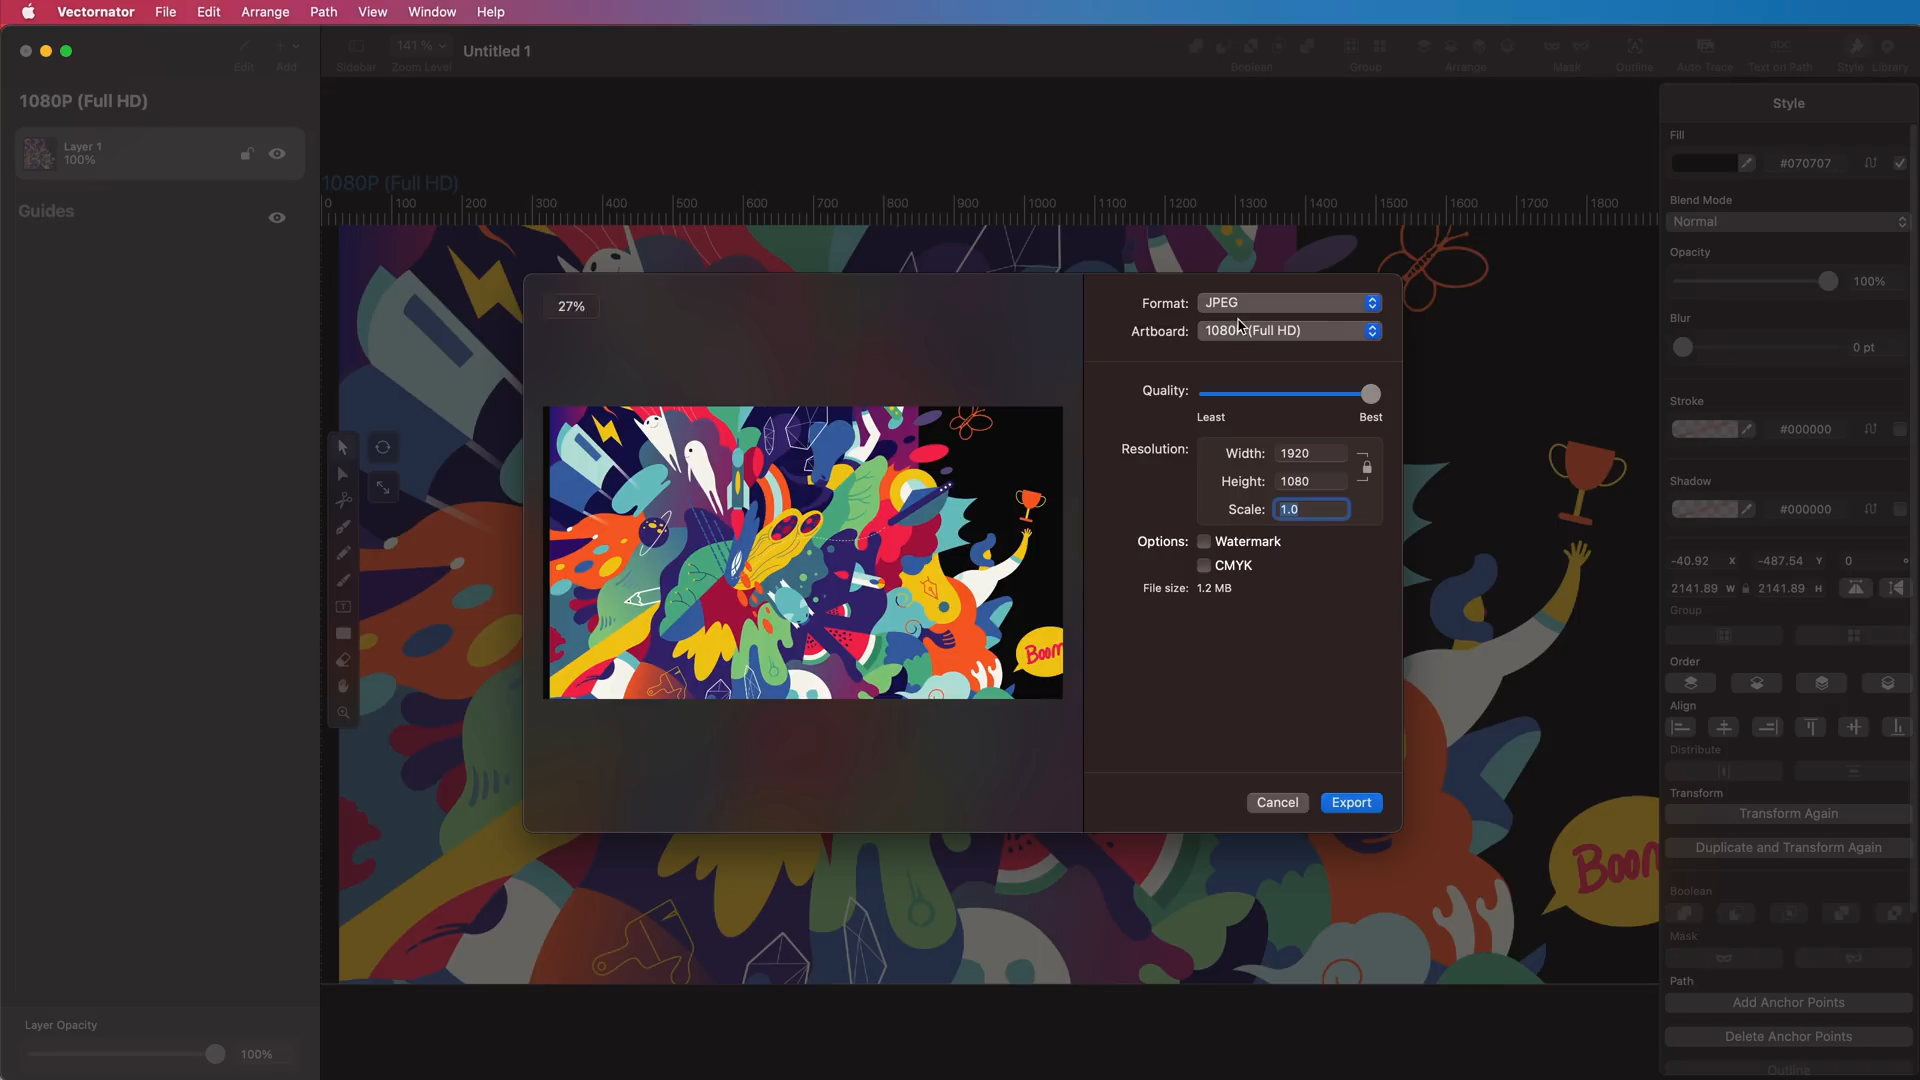 Vectornator File Edit Arrange Path View Window Help
Edit Add
Sidebar
141 %
Zoom Level
Untitled 1
Boolean Group Arrange Mask Outline Auto Trace Text on Path Style Library
abc
1080P (Full HD)
Layer 1
100%
Guides
Layer Opacity
100%
1080P (Full HD)
0 100 200 300 400 500 600 700 800 900 1000 1100 1200 1300 1400 1500 1600 1700 1800
27%
Boom
Format: JPEG
Artboard: 1080P (Full HD)
Quality:
Least Best
Resolution: Width: 1920
Height: 1080
Scale: 1.0
Options: Watermark
CMYK
File size: 1.2 MB
Cancel Export
Boom
Style
Fill
#070707
Blend Mode
Normal
Opacity
100%
Blur
0 pt
Stroke
#000000
Shadow
#000000
-40.92 X -487.54 Y 0 °
2141.89 W 2141.89 H
Group
Order
Align
Distribute
Transform
Transform Again
Duplicate and Transform Again
Boolean
Mask
Path
Add Anchor Points
Delete Anchor Points
Outline